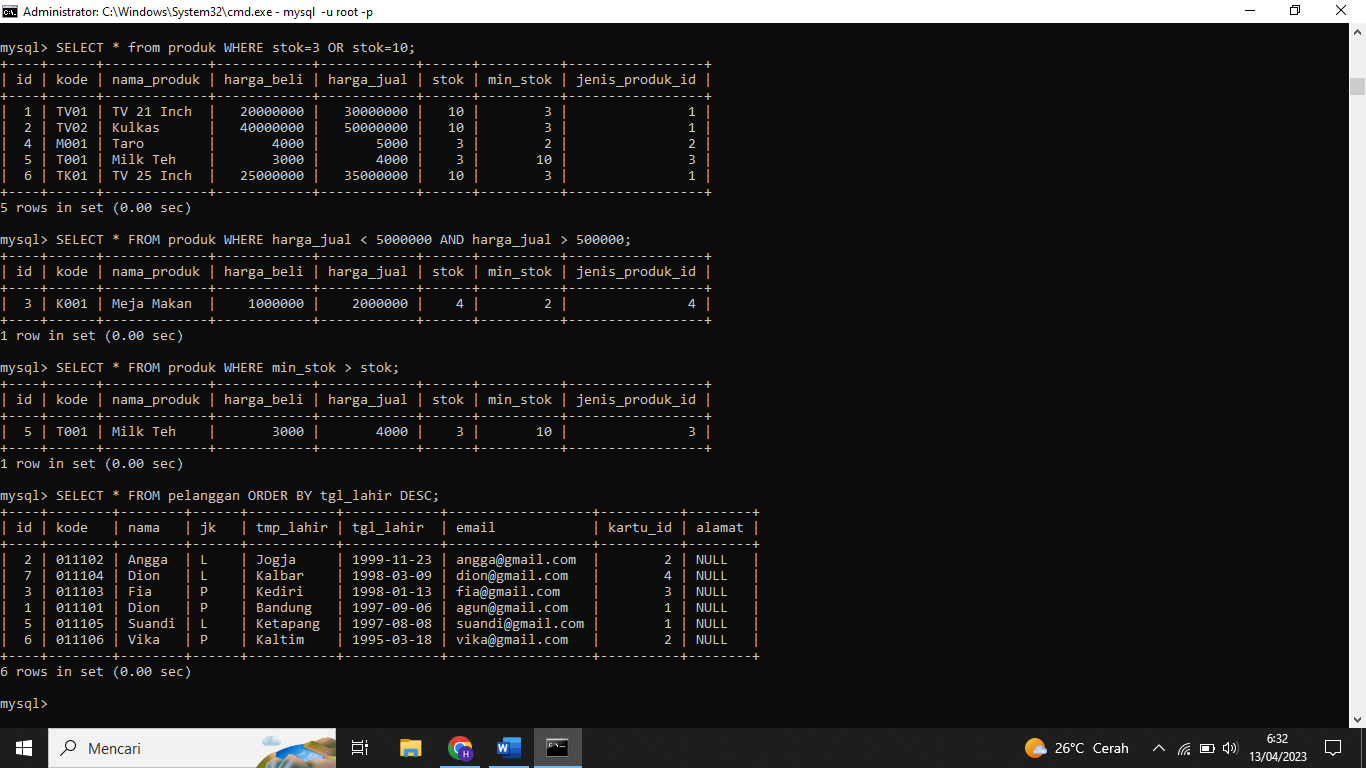 Administrator: C:\Windows\System32\cmd.exe - mysql -u root -p
mysql> SELECT * from produk WHERE stok=3 OR stok=10;
+----+------+-------------+------------+------------+------+----------+-----------------+
| id | kode | nama_produk | harga_beli | harga_jual | stok | min_stok | jenis_produk_id |
+----+------+-------------+------------+------------+------+----------+-----------------+
|  1 | TV01 | TV 21 Inch  |   20000000 |   30000000 |   10 |        3 |               1 |
|  2 | TV02 | Kulkas      |   40000000 |   50000000 |   10 |        3 |               1 |
|  4 | M001 | Taro        |       4000 |       5000 |    3 |        2 |               2 |
|  5 | T001 | Milk Teh    |       3000 |       4000 |    3 |       10 |               3 |
|  6 | TK01 | TV 25 Inch  |   25000000 |   35000000 |   10 |        3 |               1 |
+----+------+-------------+------------+------------+------+----------+-----------------+
5 rows in set (0.00 sec)
mysql> SELECT * FROM produk WHERE harga_jual < 5000000 AND harga_jual > 500000;
+----+------+-------------+------------+------------+------+----------+-----------------+
| id | kode | nama_produk | harga_beli | harga_jual | stok | min_stok | jenis_produk_id |
+----+------+-------------+------------+------------+------+----------+-----------------+
|  3 | K001 | Meja Makan  |    1000000 |    2000000 |    4 |        2 |               4 |
+----+------+-------------+------------+------------+------+----------+-----------------+
1 row in set (0.00 sec)
mysql> SELECT * FROM produk WHERE min_stok > stok;
+----+------+-------------+------------+------------+------+----------+-----------------+
| id | kode | nama_produk | harga_beli | harga_jual | stok | min_stok | jenis_produk_id |
+----+------+-------------+------------+------------+------+----------+-----------------+
|  5 | T001 | Milk Teh    |       3000 |       4000 |    3 |       10 |               3 |
+----+------+-------------+------------+------------+------+----------+-----------------+
1 row in set (0.00 sec)
mysql> SELECT * FROM pelanggan ORDER BY tgl_lahir DESC;
+----+--------+--------+------+-----------+------------+------------------+----------+--------+
| id | kode   | nama   | jk   | tmp_lahir | tgl_lahir  | email            | kartu_id | alamat |
+----+--------+--------+------+-----------+------------+------------------+----------+--------+
|  2 | 011102 | Angga  | L    | Jogja     | 1999-11-23 | angga@gmail.com  |        2 | NULL   |
|  7 | 011104 | Dion   | L    | Kalbar    | 1998-03-09 | dion@gmail.com   |        4 | NULL   |
|  3 | 011103 | Fia    | P    | Kediri    | 1998-01-13 | fia@gmail.com    |        3 | NULL   |
|  1 | 011101 | Dion   | P    | Bandung   | 1997-09-06 | agun@gmail.com   |        1 | NULL   |
|  5 | 011105 | Suandi | L    | Ketapang  | 1997-08-08 | suandi@gmail.com |        1 | NULL   |
|  6 | 011106 | Vika   | P    | Kaltim    | 1995-03-18 | vika@gmail.com   |        2 | NULL   |
+----+--------+--------+------+-----------+------------+------------------+----------+--------+
6 rows in set (0.00 sec)
mysql>
Mencari
26°C Cerah
6:32
13/04/2023